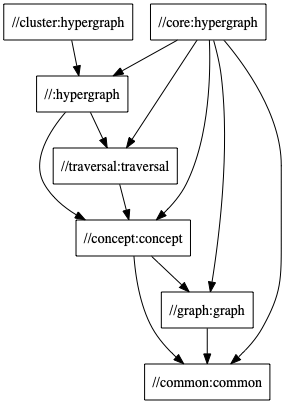 //cluster:hypergraph
//core:hypergraph
//:hypergraph
//traversal:traversal
//concept:concept
//graph:graph
//common:common